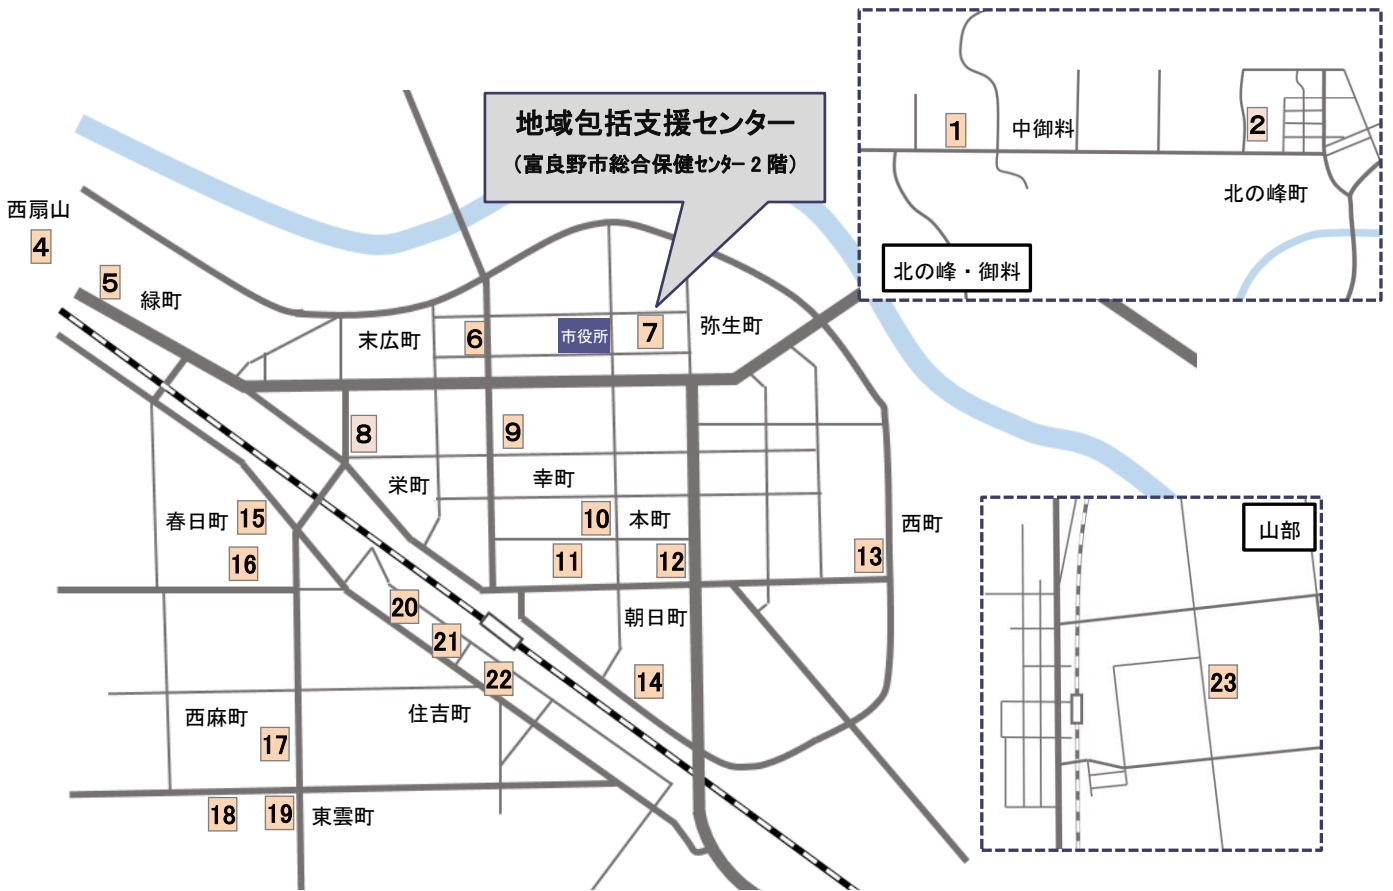 地域包括支援センター
（富良野市総合保健センター２階）
1
中御料
2
北の峰町
北の峰・御料
西扇山
4
5
緑町
末広町
6
市役所
7
弥生町
8
9
栄町
幸町
10
本町
11
12
13
西町
春日町
15
16
朝日町
14
20
21
22
住吉町
西麻町
17
18
19
東雲町
山部
23